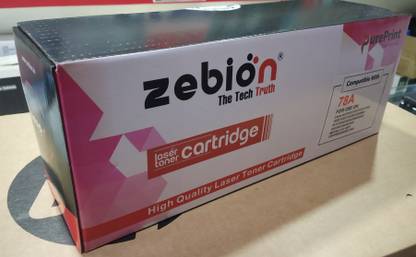 zebion®
The Tech Truth
PurePrint
Compatible With
78A
laser toner cartridge
High Quality Laser Toner Cartridge